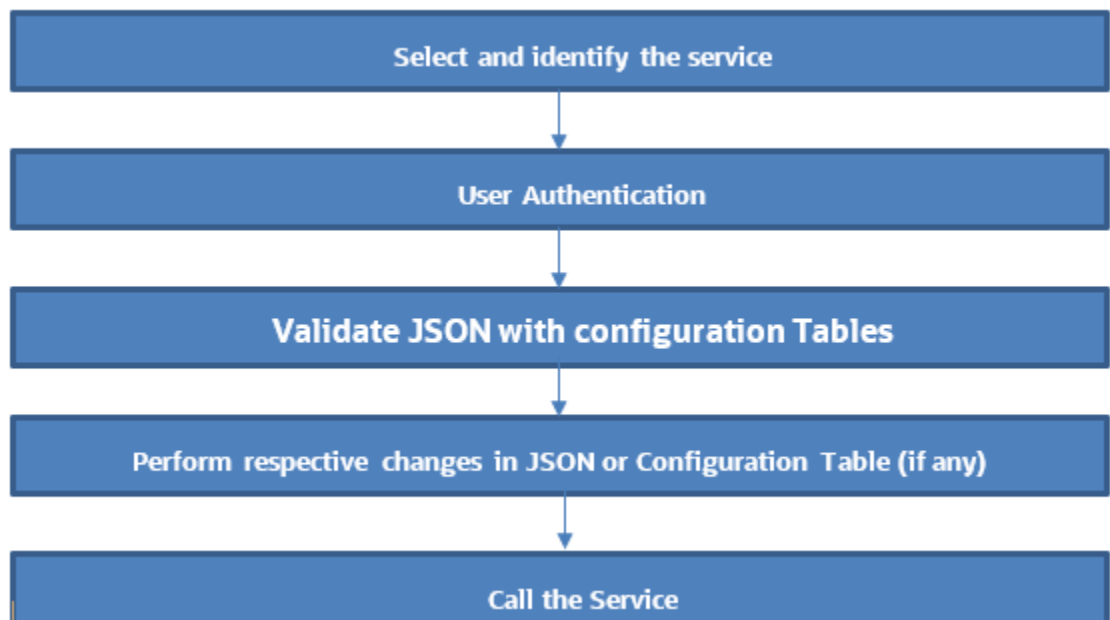 Select and identify the service
User Authentication
Validate JSON with configuration Tables
Perform respective changes in JSON or Configuration Table (if any)
Call the Service